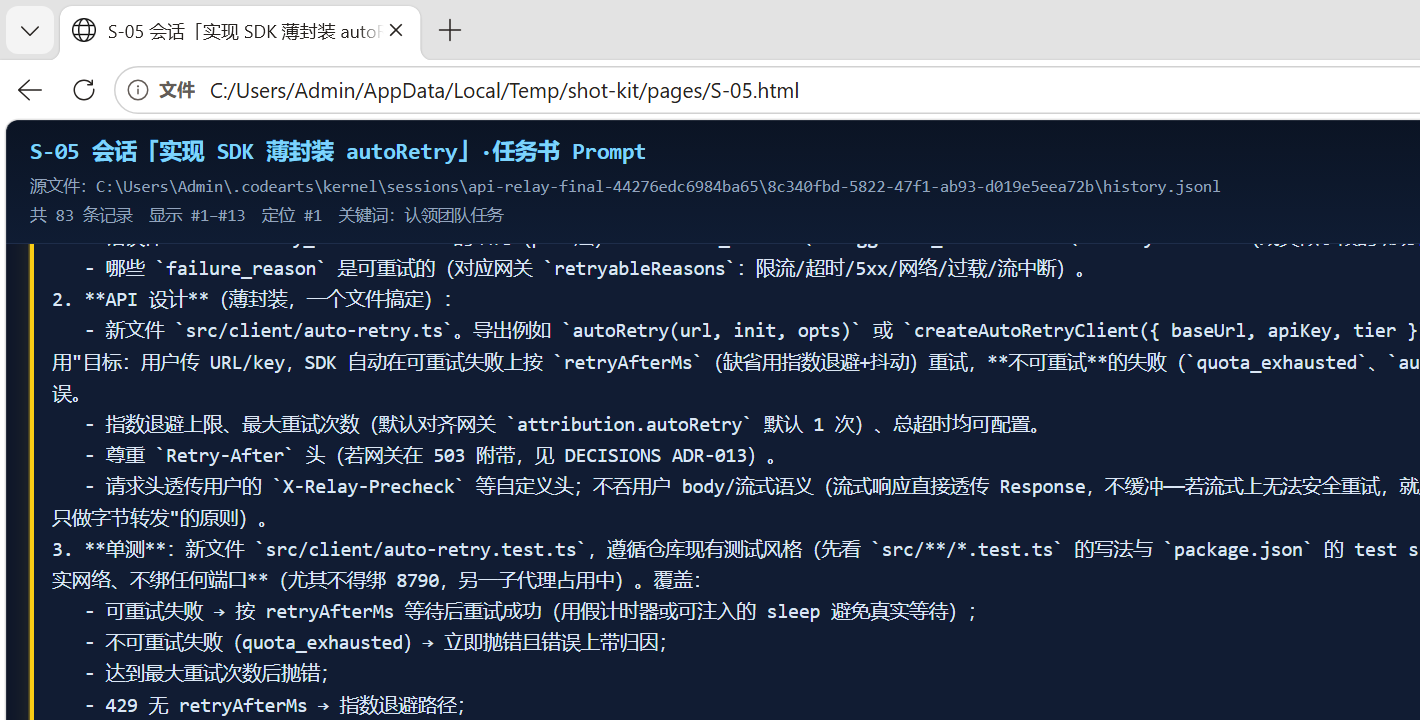 S-05 会话「实现 SDK 薄封装 auto
文件 C:/Users/Admin/AppData/Local/Temp/shot-kit/pages/S-05.html
S-05 会话「实现 SDK 薄封装 autoRetry」·任务书 Prompt
源文件: C:\Users\Admin\.codearts\kernel\sessions\api-relay-final-44276edc6984ba65\8c340fbd-5822-47f1-ab93-d019e5eea72b\history.jsonl
共 83 条记录 显示 #1–#13 定位 #1 关键词: 认领团队任务
- 哪些 `failure_reason` 是可重试的（对应网关 `retryableReasons`: 限流/超时/5xx/网络/过载/流中断）。
2. **API 设计**（薄封装，一个文件搞定）:
- 新文件 `src/client/auto-retry.ts`。导出例如 `autoRetry(url, init, opts)` 或 `createAutoRetryClient({ baseUrl, apiKey, tier }
用"目标: 用户传 URL/key, SDK 自动在可重试失败上按 `retryAfterMs`（缺省用指数退避+抖动）重试，**不可重试**的失败（`quota_exhausted`、`au
误。
- 指数退避上限、最大重试次数（默认对齐网关 `attribution.autoRetry` 默认 1 次）、总超时均可配置。
- 尊重 `Retry-After` 头（若网关在 503 附带，见 DECISIONS ADR-013）。
- 请求头透传用户的 `X-Relay-Precheck` 等自定义头；不吞用户 body/流式语义（流式响应直接透传 Response，不缓冲——若流式上无法安全重试，就
只做字节转发"的原则）。
3. **单测**: 新文件 `src/client/auto-retry.test.ts`，遵循仓库现有测试风格（先看 `src/**/*.test.ts` 的写法与 `package.json` 的 test s
实网络、不绑任何端口**（尤其不得绑 8790，另一子代理占用中）。覆盖:
- 可重试失败 → 按 retryAfterMs 等待后重试成功（用假计时器或可注入的 sleep 避免真实等待）;
- 不可重试失败（quota_exhausted）→ 立即抛错且错误上带归因;
- 达到最大重试次数后抛错;
- 429 无 retryAfterMs → 指数退避路径;